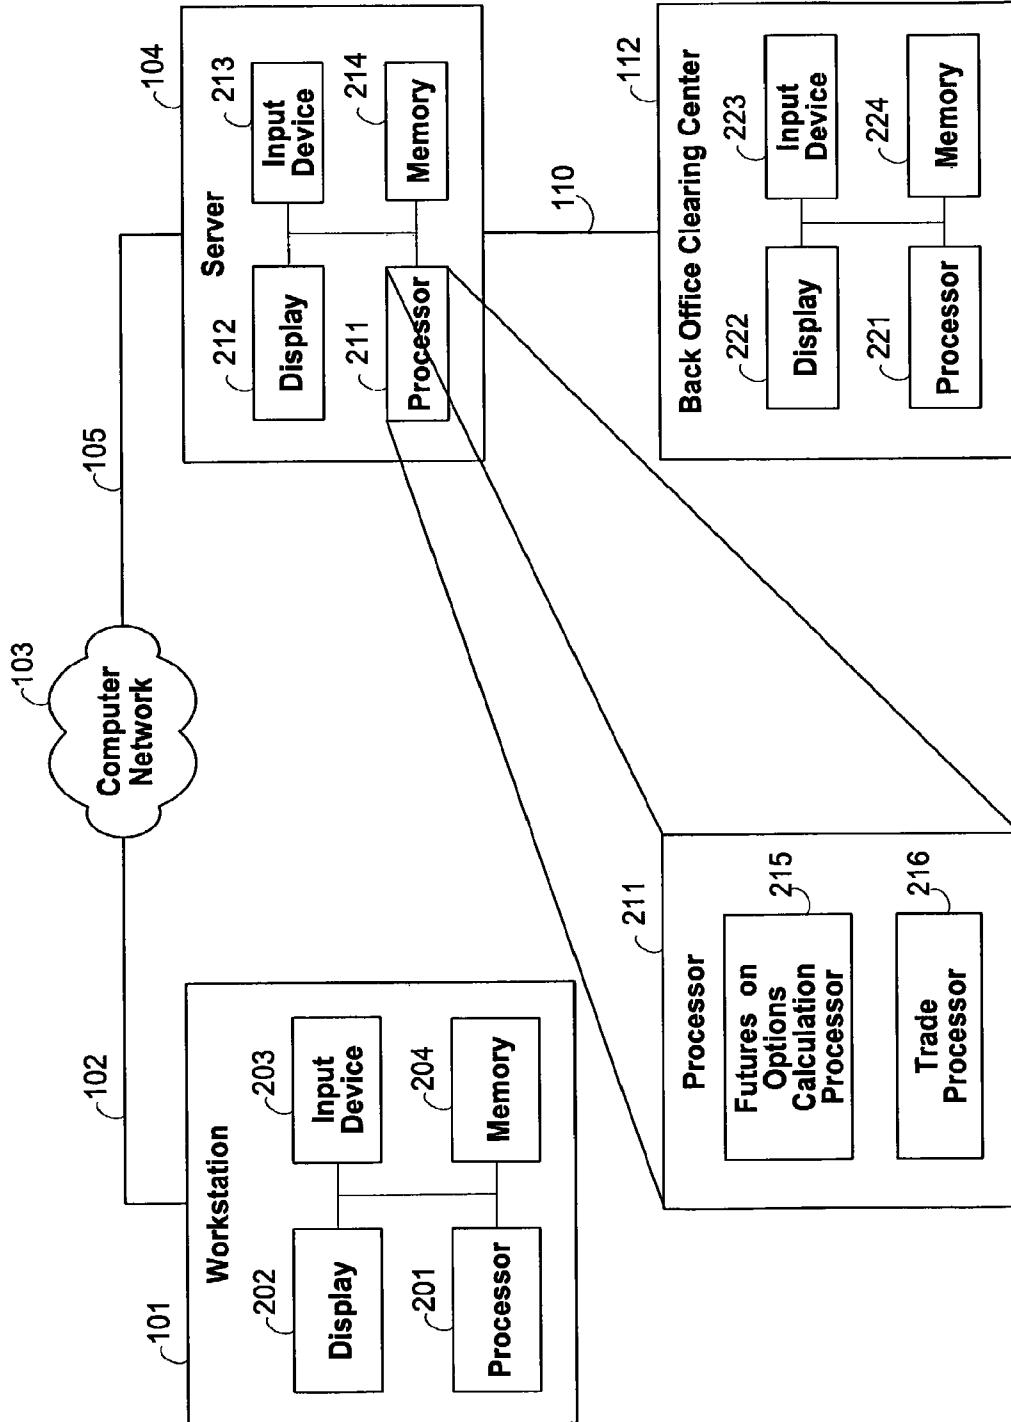 103
Computer
Network
102
105
101
Workstation
202
Display
203
Input
Device
201
Processor
204
Memory
104
Server
212
Display
213
Input
Device
211
Processor
214
Memory
110
211
Processor
215
Futures on
Options
Calculation
Processor
216
Trade
Processor
112
Back Office Clearing Center
222
Display
223
Input
Device
221
Processor
224
Memory